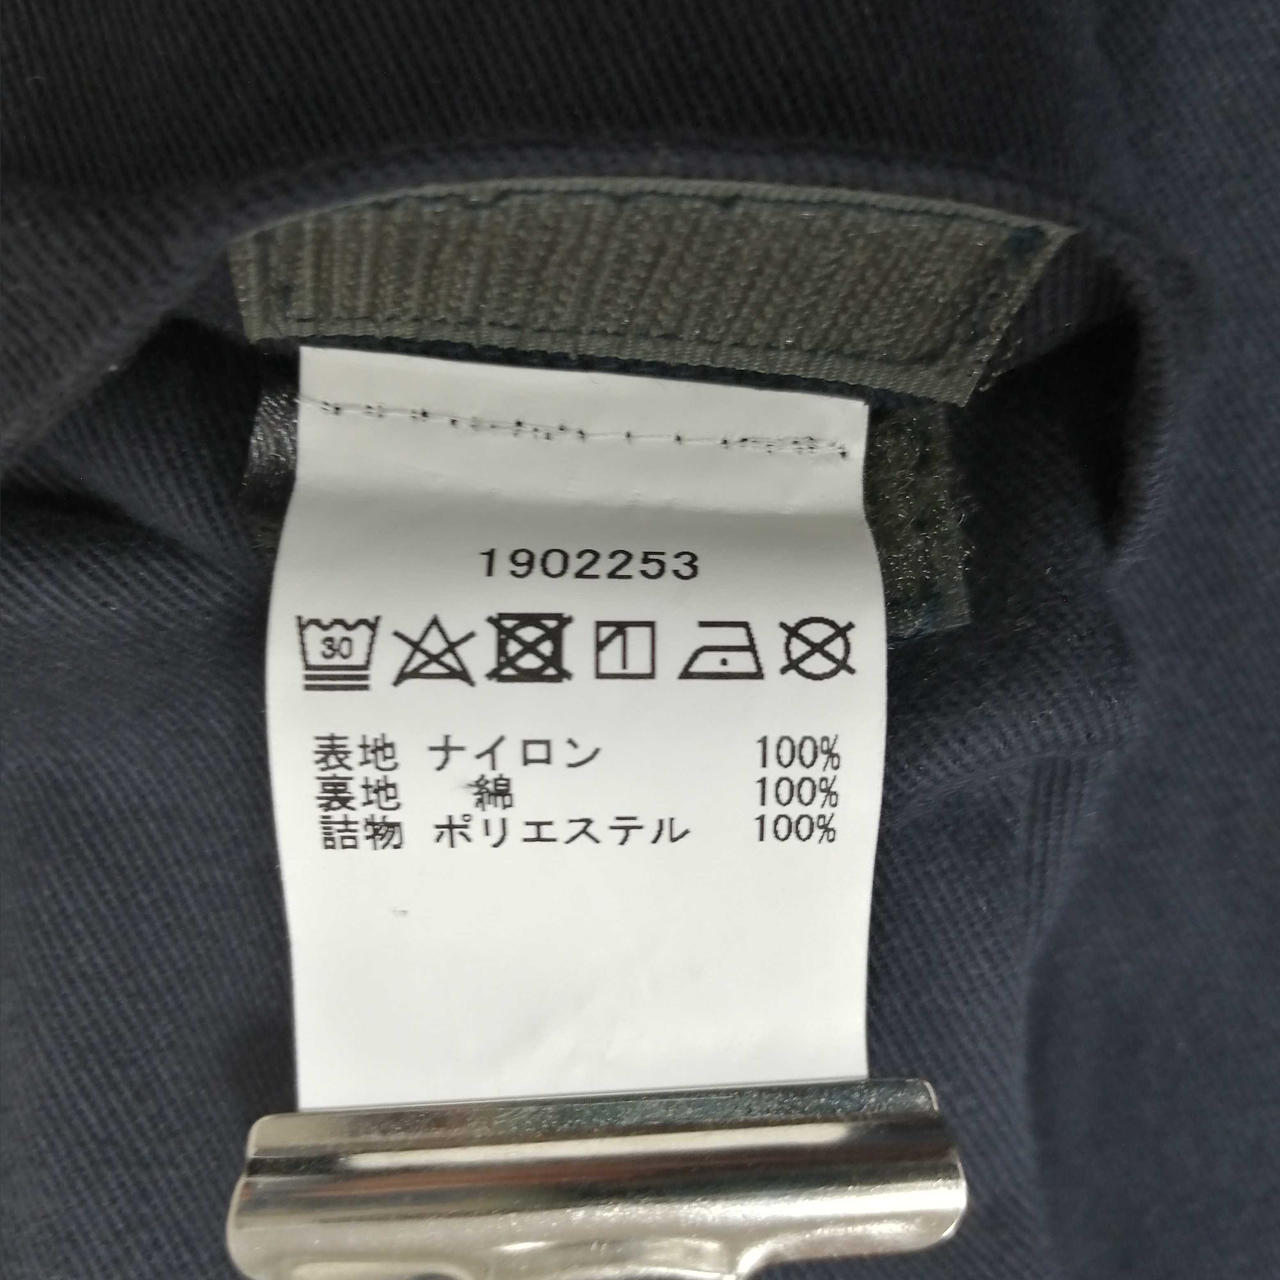 1902253
30
表地 ナイロン 100%
裏地 綿 100%
詰物 ポリエステル 100%